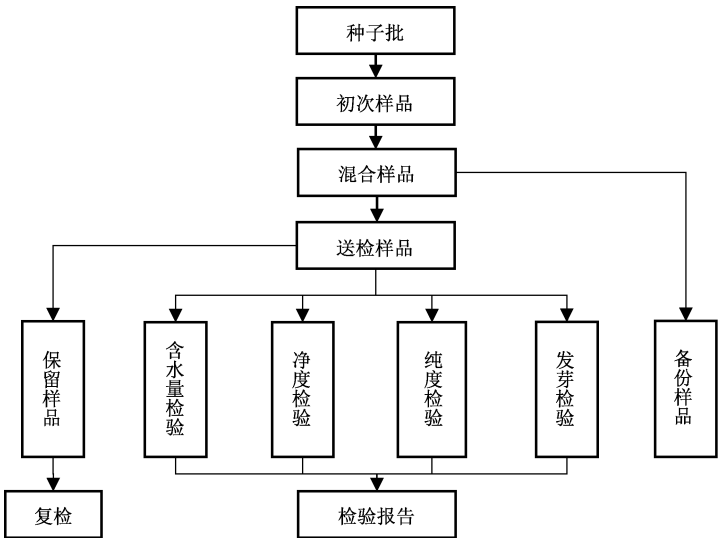 种子批
初次样品
混合样品
送检样品
保留样品
含水量检验
净度检验
纯度检验
发芽检验
备份样品
复检
检验报告